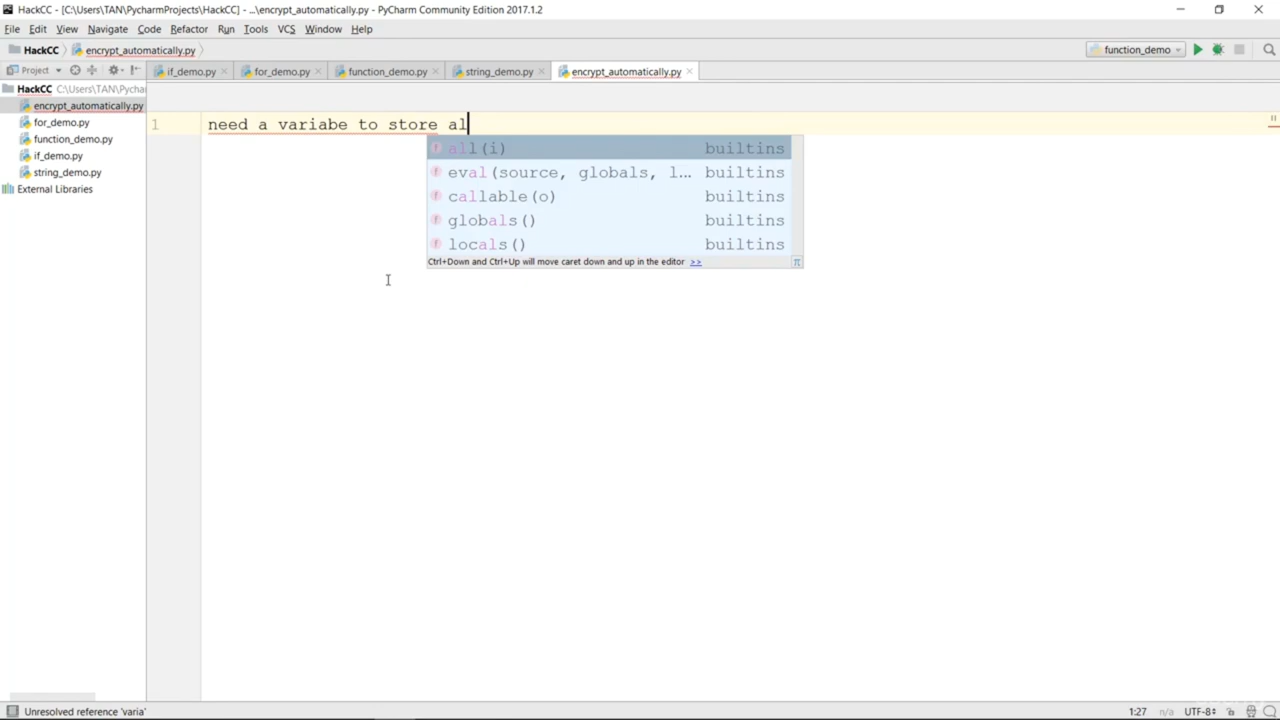 HackCC - [C:\Users\TAN\PycharmProjects\HackCC] - ...\encrypt_automatically.py - PyCharm Community Edition 2017.1.2
File Edit View Navigate Code Refactor Run Tools VCS Window Help
HackCC encrypt_automatically.py function_demo
Project if_demo.py for_demo.py function_demo.py string_demo.py encrypt_automatically.py
HackCC C:\Users\TAN\Pychar
encrypt_automatically.py
for_demo.py
function_demo.py
if_demo.py
string_demo.py
External Libraries
1 need a variabe to store al
all(i) builtins
eval(source, globals, l... builtins
callable(o) builtins
globals() builtins
locals() builtins
Ctrl+Down and Ctrl+Up will move caret down and up in the editor >> π
Unresolved reference 'varia' 1:27 n/a UTF-8